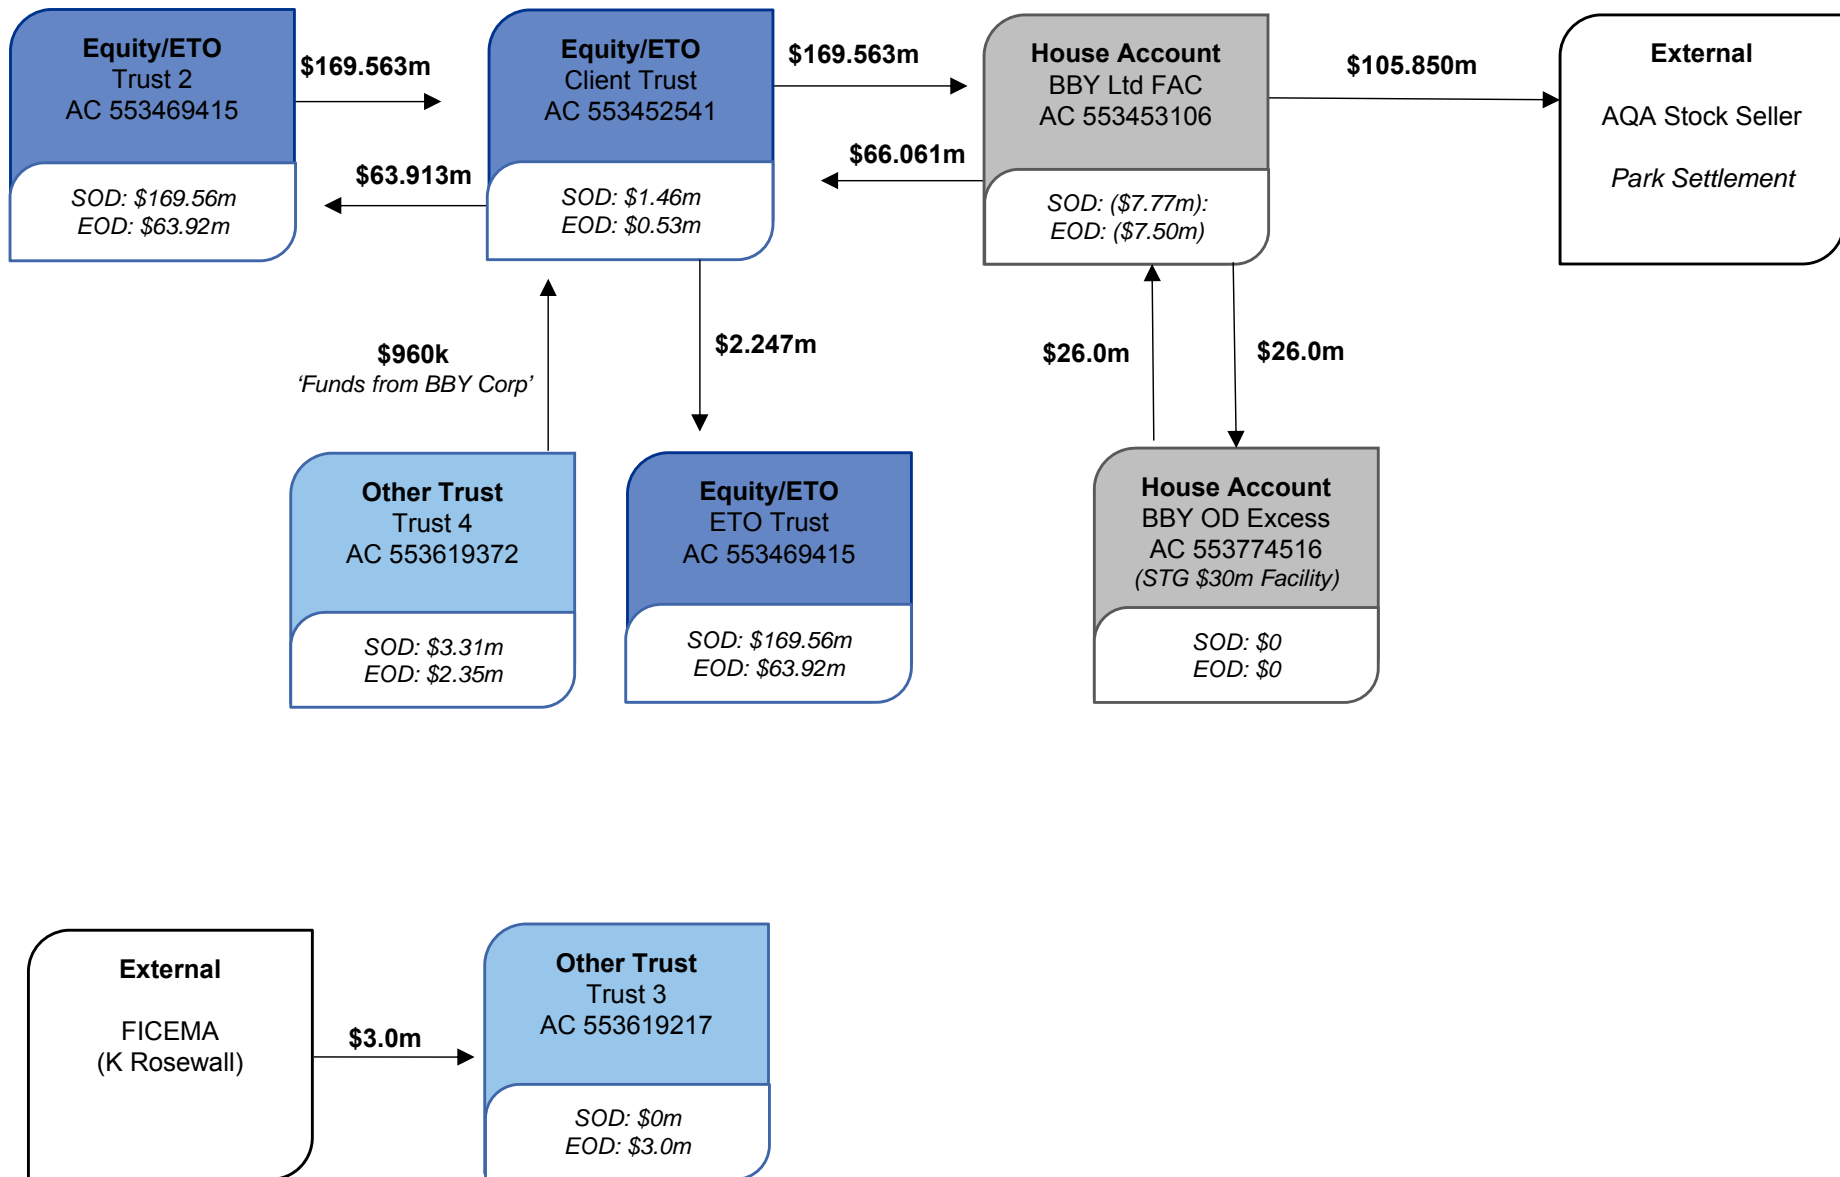 Equity/ETO
Trust 2
AC 553469415
SOD: $169.56m
EOD: $63.92m
$169.563m
$63.913m
Equity/ETO
Client Trust
AC 553452541
SOD: $1.46m
EOD: $0.53m
$169.563m
$66.061m
House Account
BBY Ltd FAC
AC 553453106
SOD: ($7.77m):
EOD: ($7.50m)
$105.850m
External
AQA Stock Seller
Park Settlement
$960k
‘Funds from BBY Corp’
$2.247m
$26.0m
$26.0m
Other Trust
Trust 4
AC 553619372
SOD: $3.31m
EOD: $2.35m
Equity/ETO
ETO Trust
AC 553469415
SOD: $169.56m
EOD: $63.92m
House Account
BBY OD Excess
AC 553774516
(STG $30m Facility)
SOD: $0
EOD: $0
External
FICEMA
(K Rosewall)
$3.0m
Other Trust
Trust 3
AC 553619217
SOD: $0m
EOD: $3.0m